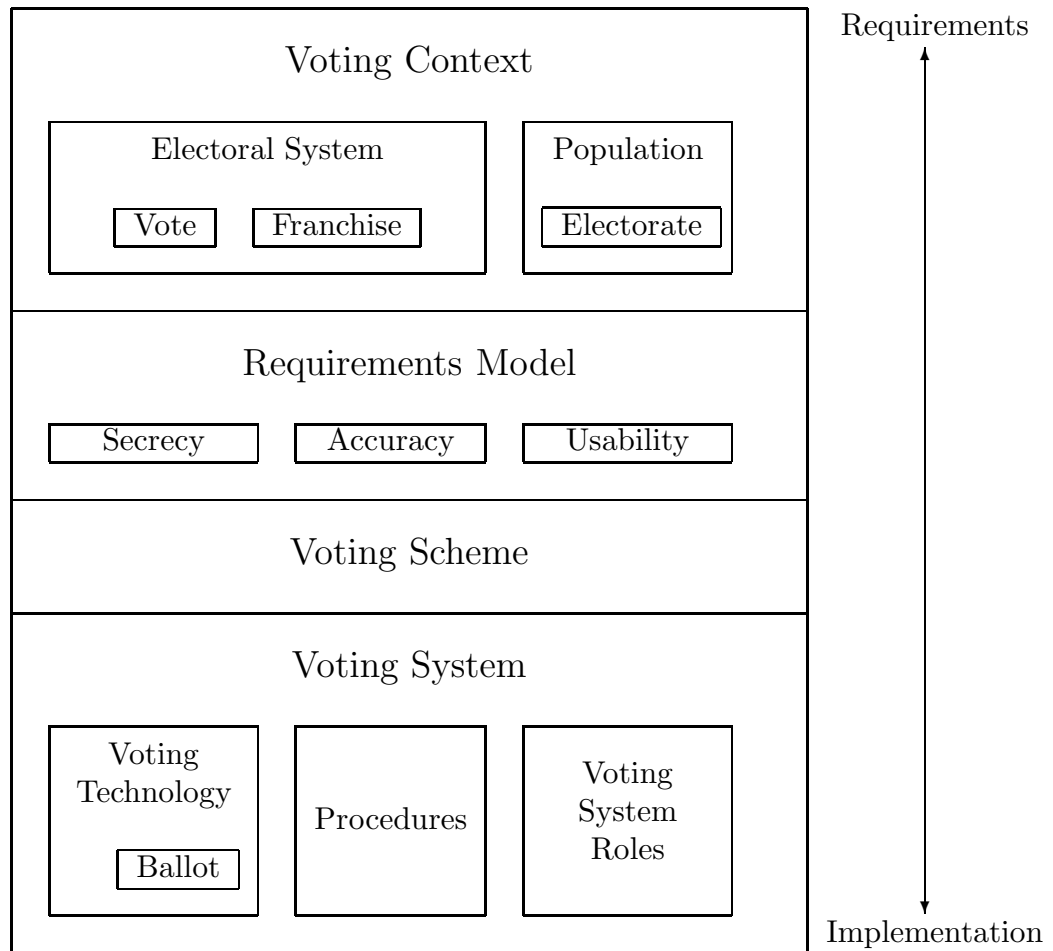 Requirements
Voting Context
Electoral System
Population
Vote
Franchise
Electorate
Requirements Model
Secrecy
Accuracy
Usability
Voting Scheme
Voting System
Voting
Technology
Ballot
Procedures
Voting
System
Roles
Implementation